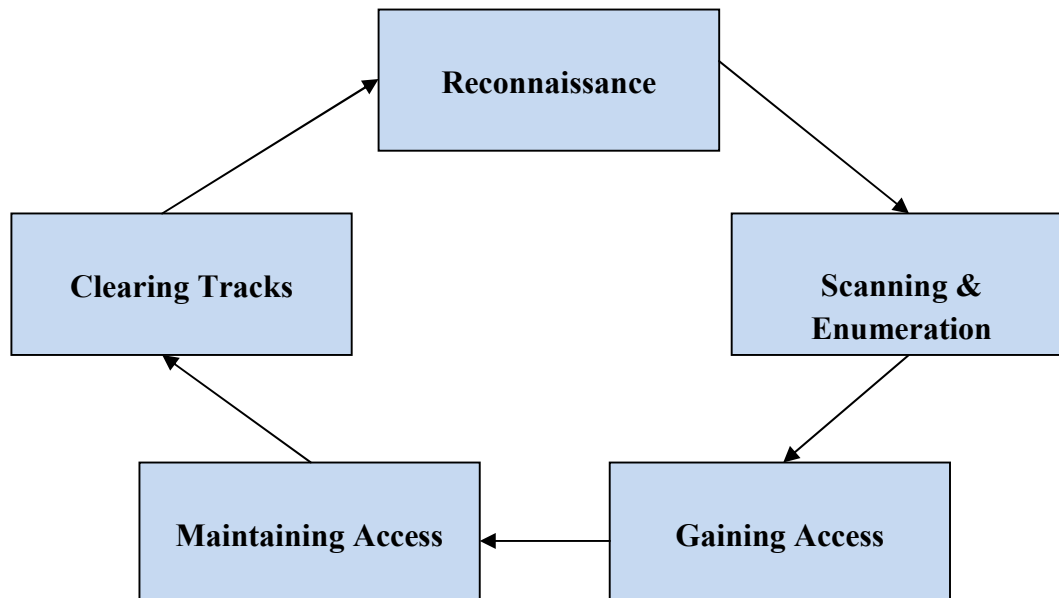 Reconnaissance
Clearing Tracks
Scanning &
Enumeration
Maintaining Access
Gaining Access